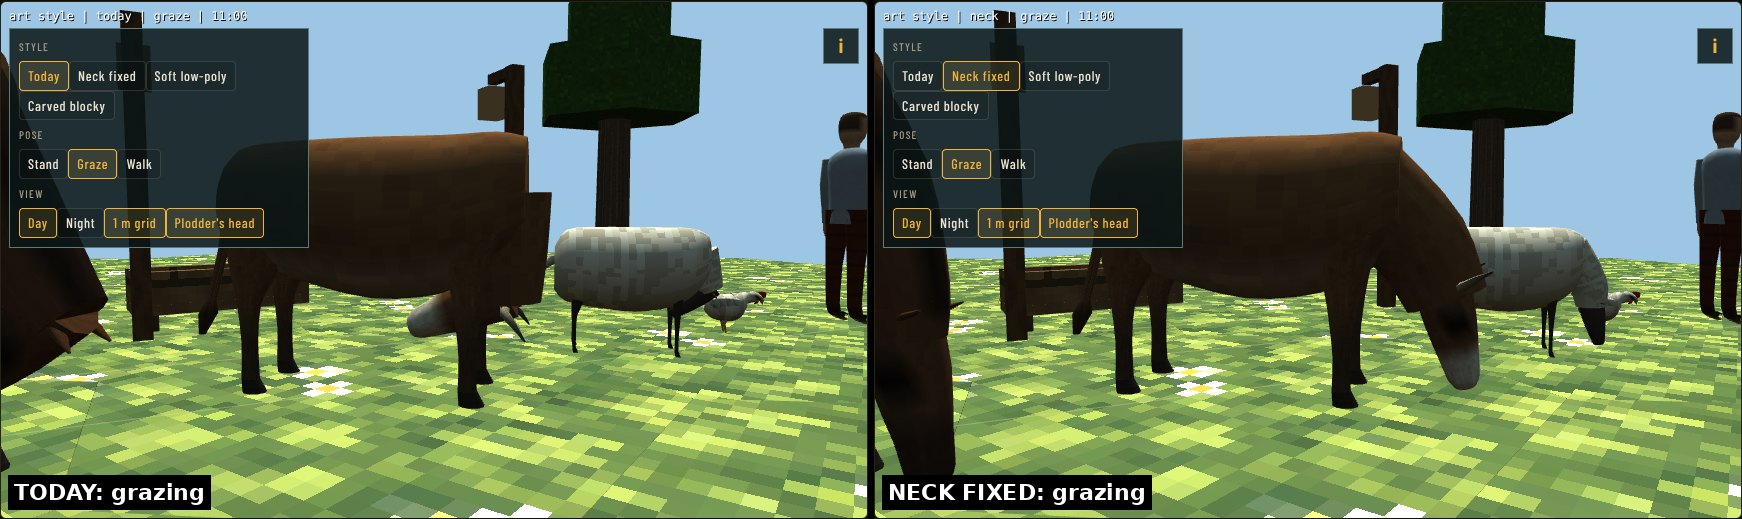 art style | today | graze | 11:00
i
STYLE
Today Neck fixed Soft low-poly
Carved blocky
POSE
Stand Graze Walk
VIEW
Day Night 1 m grid Plodder's head
TODAY: grazing
art style | neck | graze | 11:00
i
STYLE
Today Neck fixed Soft low-poly
Carved blocky
POSE
Stand Graze Walk
VIEW
Day Night 1 m grid Plodder's head
NECK FIXED: grazing